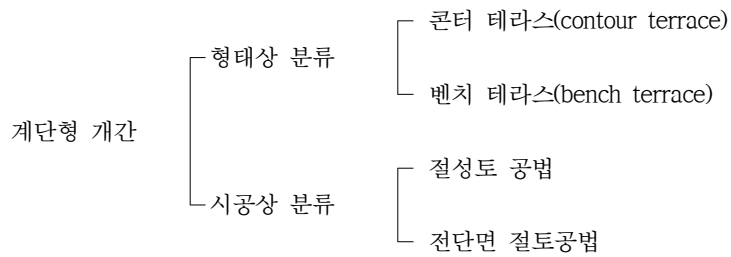 콘터 테라스(contour terrace)
형태상 분류
벤치 테라스(bench terrace)
계단형 개간
절성토 공법
시공상 분류
전단면 절토공법